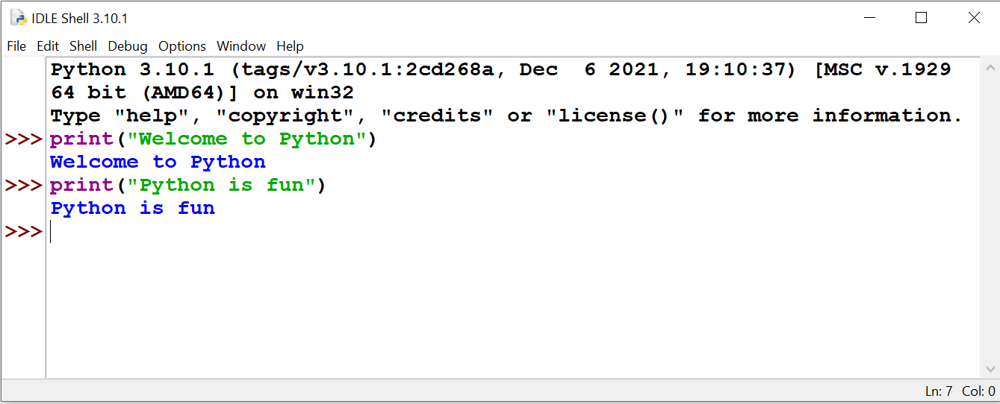 IDLE Shell 3.10.1
File Edit Shell Debug Options Window Help
Python 3.10.1 (tags/v3.10.1:2cd268a, Dec  6 2021, 19:10:37) [MSC v.1929
64 bit (AMD64)] on win32
Type "help", "copyright", "credits" or "license()" for more information.
>>> print("Welcome to Python")
Welcome to Python
>>> print("Python is fun")
Python is fun
>>>
Ln: 7 Col: 0